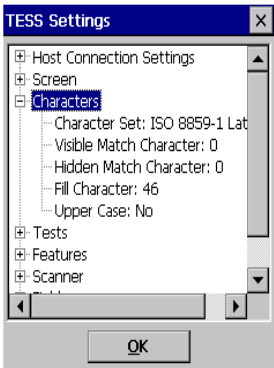 TESS Settings
Host Connection Settings
Screen
Characters
Character Set: ISO 8859-1 Lat
Visible Match Character: 0
Hidden Match Character: 0
Fill Character: 46
Upper Case: No
Tests
Features
Scanner
OK